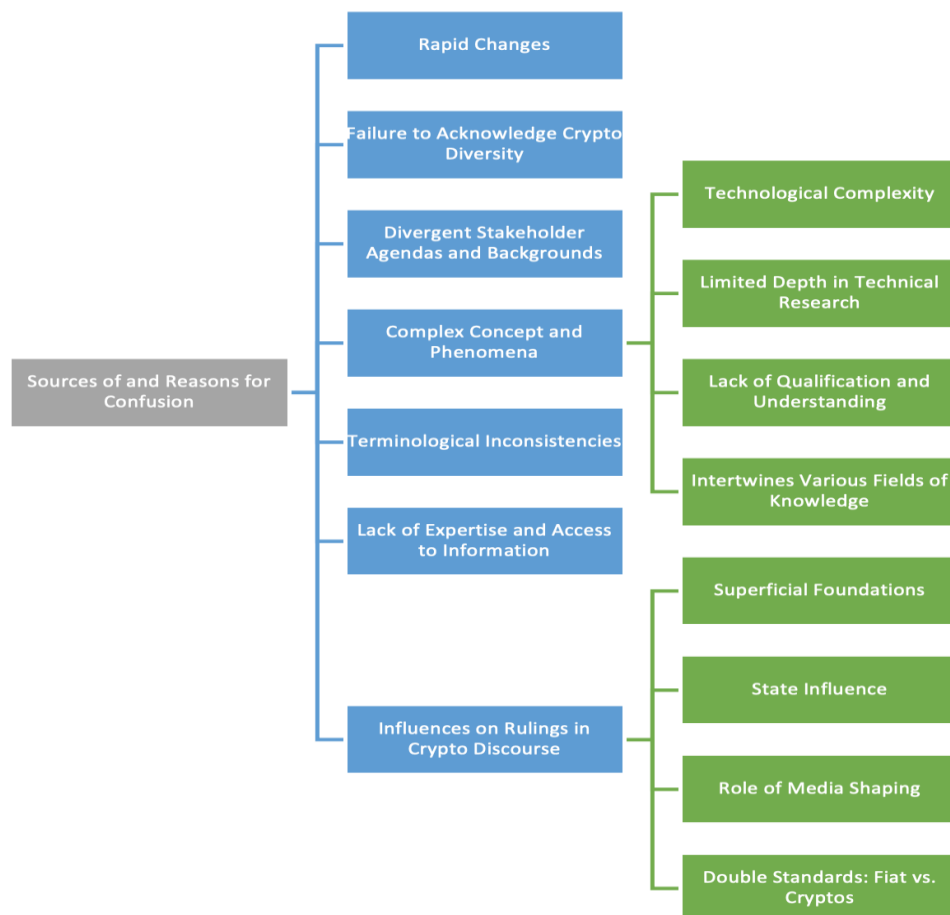 Rapid Changes
Failure to Acknowledge Crypto
Diversity
Divergent Stakeholder
Agendas and Backgrounds
Complex Concept and
Phenomena
Terminological Inconsistencies
Lack of Expertise and Access
to Information
Influences on Rulings in
Crypto Discourse
Sources of and Reasons for
Confusion
Technological Complexity
Limited Depth in Technical
Research
Lack of Qualification and
Understanding
Intertwines Various Fields of
Knowledge
Superficial Foundations
State Influence
Role of Media Shaping
Double Standards: Fiat vs.
Cryptos